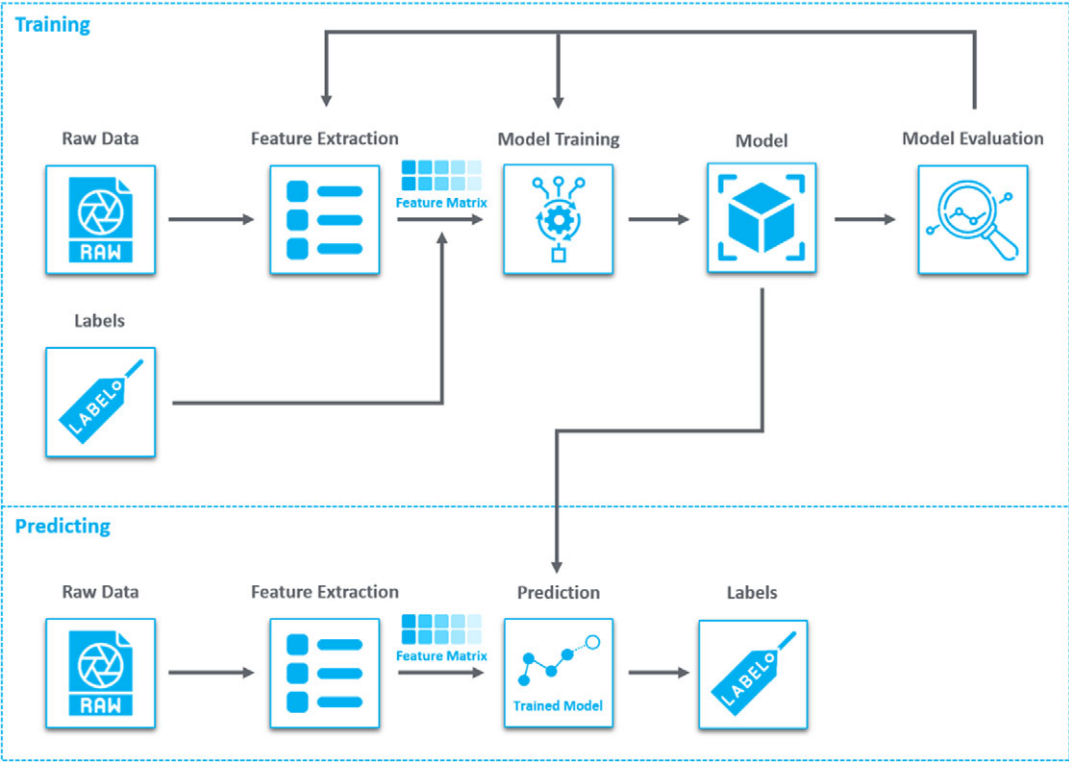 Training
Raw Data
Feature Extraction
Model Training
Model
Model Evaluation
Feature Matrix
RAW
Labels
LABEL
Predicting
Raw Data
Feature Extraction
Prediction
Labels
Feature Matrix
RAW
Trained Model
LABEL